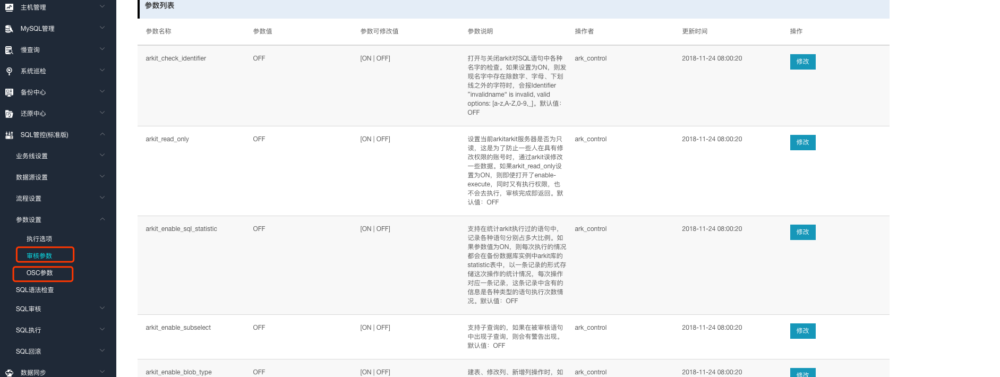 主机管理
MySQL管理
慢查询
系统巡检
备份中心
还原中心
SQL管控(标准版)
业务线设置
数据源设置
流程设置
参数设置
执行选项
审核参数
OSC参数
SQL语法检查
SQL审核
SQL执行
SQL回滚
数据同步
参数列表
参数名称 参数值 参数可修改值 参数说明 操作者 更新时间 操作
arkit_check_identifier OFF [ON | OFF] 打开与关闭arkit对SQL语句中各种 ark_control 2018-11-24 08:00:20 修改
名字的检查。如果设置为ON，则发
现名字中存在除数字、字母、下划
线之外的字符时，会报Identifier
"invalidname“ is invalid, valid
options: [a-z,A-Z,0-9,_]。默认值：
OFF
arkit_read_only OFF [ON | OFF] 设置当前arkitarkit服务器是否为只 ark_control 2018-11-24 08:00:20 修改
读，这是为了防止一些人在具有修
改权限的账号时，通过arkit误修改
一些数据。如果arkit_read_only设
置为ON，则即使打开了enable-
execute，同时又有执行权限，也
不会去执行，审核完成即返回。默
认值：OFF
arkit_enable_sql_statistic OFF [ON | OFF] 支持在统计arkit执行过的语句中， ark_control 2018-11-24 08:00:20 修改
记录各种语句分别占多大比例。如
果参数值为ON，则每次执行的情况
都会在备份数据库实例中arkit库的
statistic表中，以一条记录的形式存
储这次操作的统计情况，每次操作
对应一条记录，这条记录中含有的
信息是各种类型的语句执行次数情
况。默认值：OFF
arkit_enable_subselect OFF [ON | OFF] 支持子查询的，如果在被审核语句 ark_control 2018-11-24 08:00:20 修改
中出现子查询，则会有警告出现。
默认值：OFF
arkit_enable_blob_type OFF [ON | OFF] 建表、修改列、新增列操作时，如 ark_control 2018-11-24 08:00:20 修改